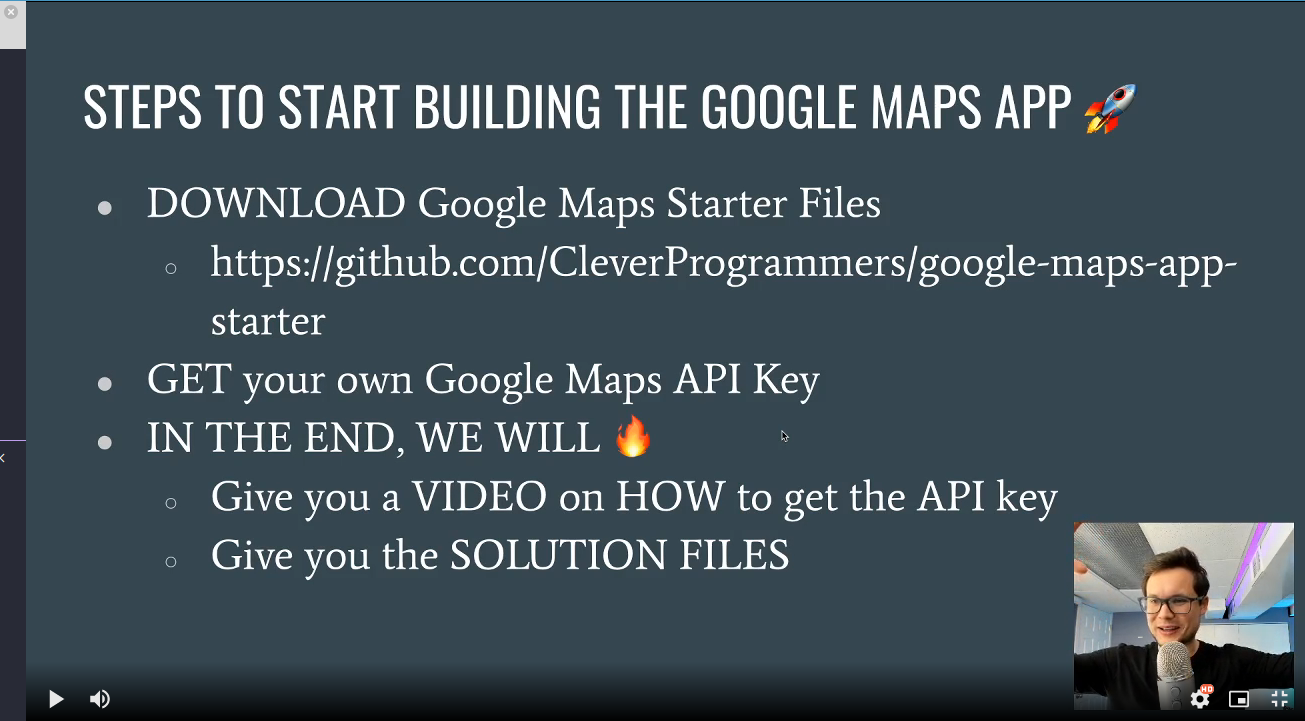 STEPS TO START BUILDING THE GOOGLE MAPS APP 🚀
● DOWNLOAD Google Maps Starter Files
○ https://github.com/CleverProgrammers/google-maps-app-
starter
● GET your own Google Maps API Key
● IN THE END, WE WILL 🔥
○ Give you a VIDEO on HOW to get the API key
○ Give you the SOLUTION FILES
HD